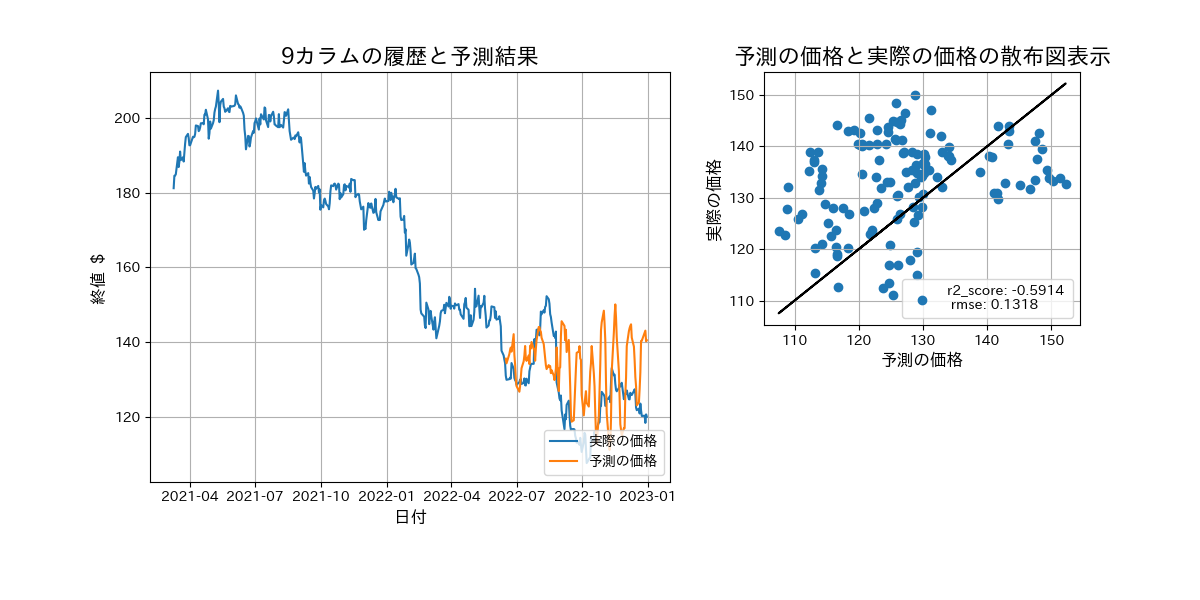 9カラムの履歴と予測結果
終値 $
200
180
160
140
120
2021-04 2021-07 2021-10 2022-01 2022-04 2022-07 2022-10 2023-01
日付
実際の価格
予測の価格
予測の価格と実際の価格の散布図表示
実際の価格
150
140
130
120
110
110 120 130 140 150
予測の価格
r2_score: -0.5914
rmse: 0.1318